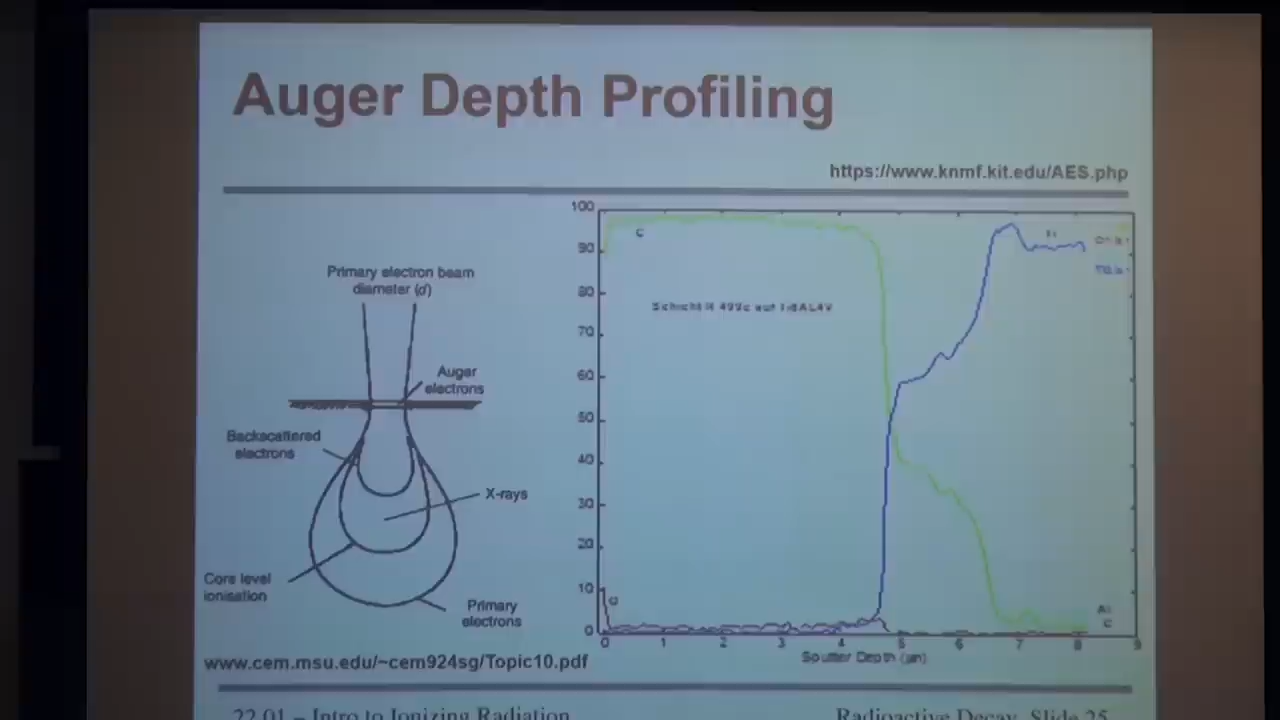 Auger Depth Profiling
https://www.knmf.kit.edu/AES.php
Primary electron beam
diameter (d)
Auger
electrons
Backscattered
electrons
X-rays
Core level
ionisation
Primary
electrons
www.cem.msu.edu/~cem924sg/Topic10.pdf
100
90
80
70
60
50
40
30
20
10
0
C
Schicht
auf
O
Al
C
0 1 2 3 4 5 6 7 8 9
Sputter Depth (µm)
22.01 – Intro to Ionizing Radiation
Radioactive Decay, Slide 25